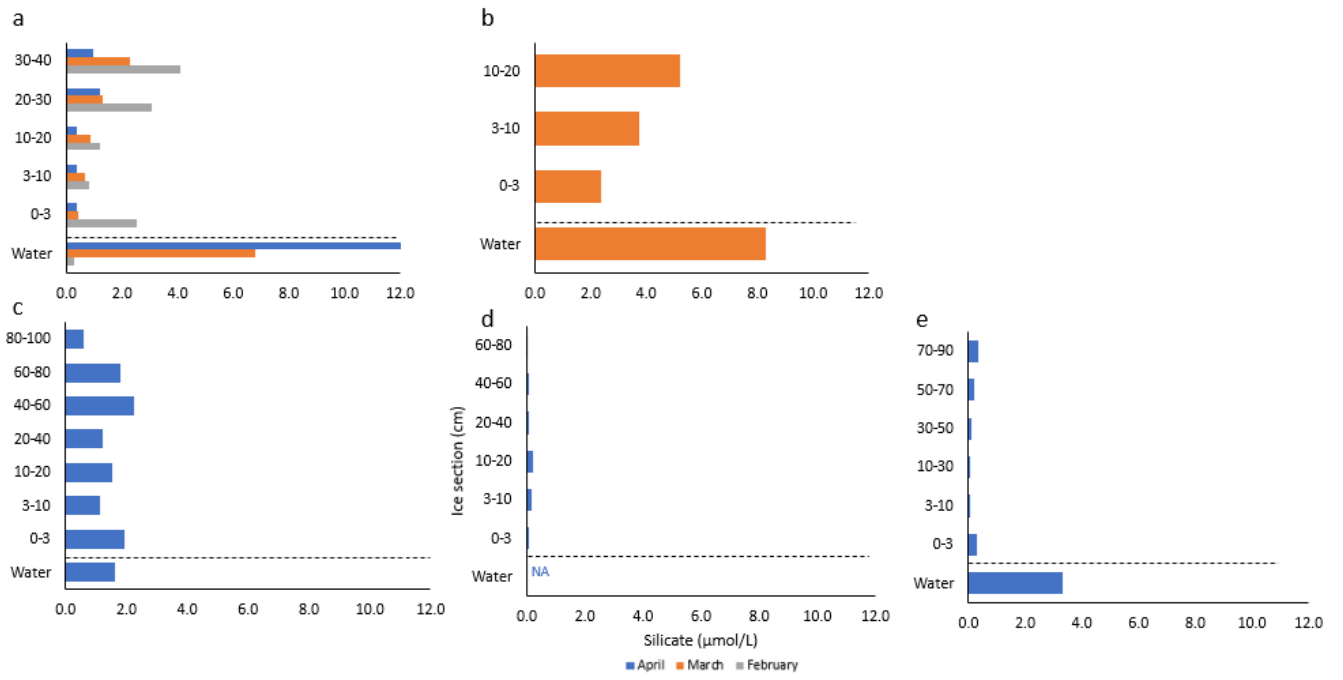 a
30-40
20-30
10-20
3-10
0-3
Water
0.0 2.0 4.0 6.0 8.0 10.0 12.0
b
10-20
3-10
0-3
Water
0.0 2.0 4.0 6.0 8.0 10.0 12.0
c
80-100
60-80
40-60
20-40
10-20
3-10
0-3
Water
0.0 2.0 4.0 6.0 8.0 10.0 12.0
d
Ice section (cm)
60-80
40-60
20-40
10-20
3-10
0-3
Water
NA
0.0 2.0 4.0 6.0 8.0 10.0 12.0
Silicate (μmol/L)
April March February
e
70-90
50-70
30-50
10-30
3-10
0-3
Water
0.0 2.0 4.0 6.0 8.0 10.0 12.0